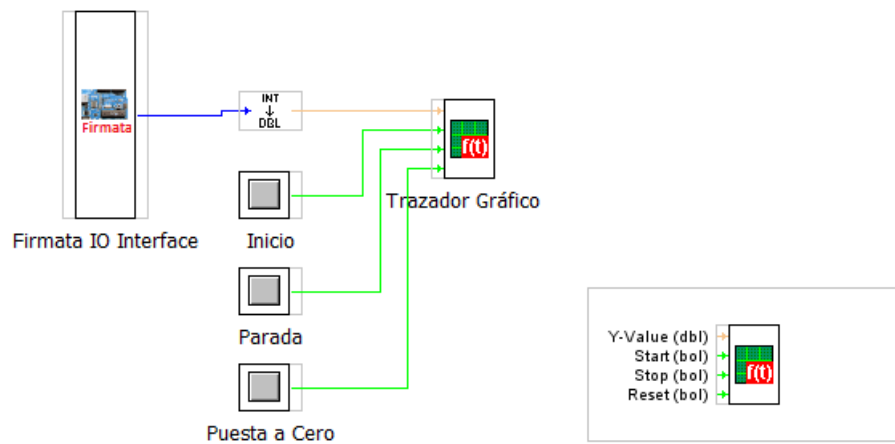 Firmata
INT
DBL
f(t)
Trazador Gráfico
Firmata IO Interface
Inicio
Parada
Puesta a Cero
Y-Value (dbl)
Start (bol)
Stop (bol)
Reset (bol)
f(t)